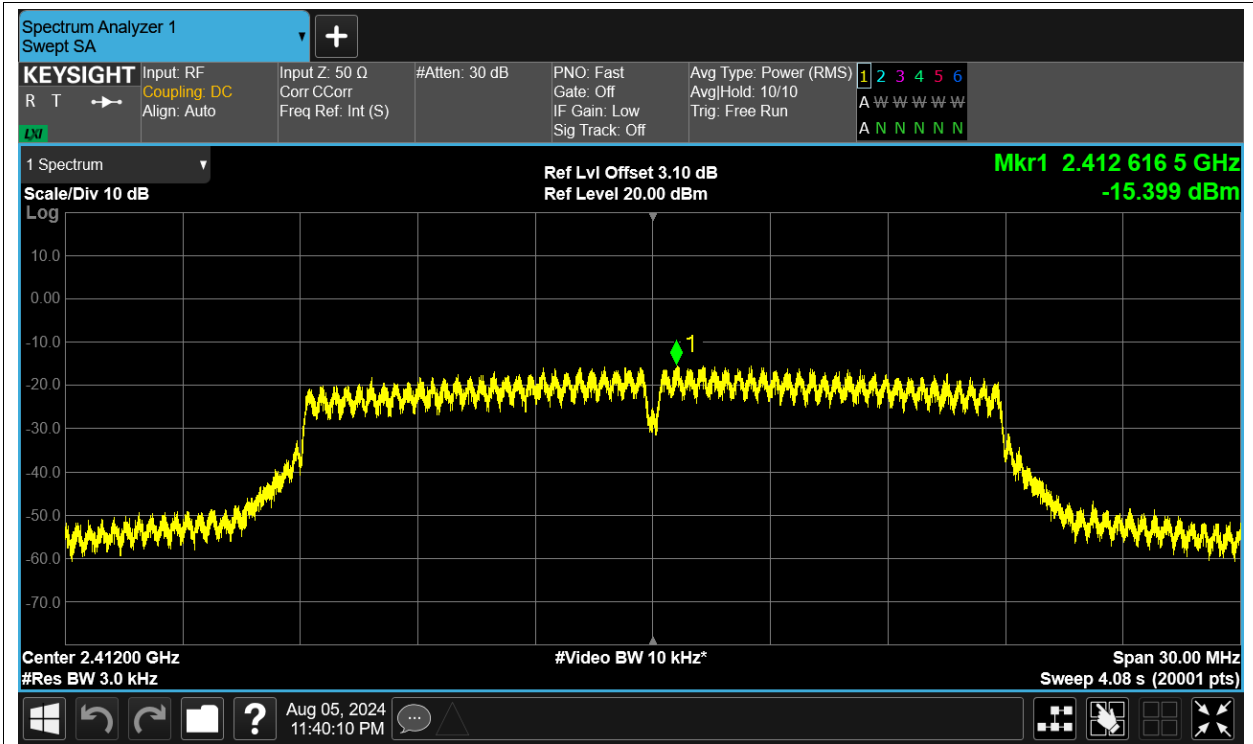 Spectrum Analyzer 1
Swept SA
KEYSIGHT
R T
LXI
Input: RF
Coupling: DC
Align: Auto
Input Z: 50 Ω
Corr CCorr
Freq Ref: Int (S)
#Atten: 30 dB
PNO: Fast
Gate: Off
IF Gain: Low
Sig Track: Off
Avg Type: Power (RMS)
Avg|Hold: 10/10
Trig: Free Run
1 2 3 4 5 6
A W W W W W
A N N N N N
1 Spectrum
Scale/Div 10 dB
Log
Ref Lvl Offset 3.10 dB
Ref Level 20.00 dBm
Mkr1 2.412 616 5 GHz
-15.399 dBm
10.0
0.00
-10.0
-20.0
-30.0
-40.0
-50.0
-60.0
-70.0
1
Center 2.41200 GHz
#Res BW 3.0 kHz
#Video BW 10 kHz*
Span 30.00 MHz
Sweep 4.08 s (20001 pts)
?
Aug 05, 2024
11:40:10 PM